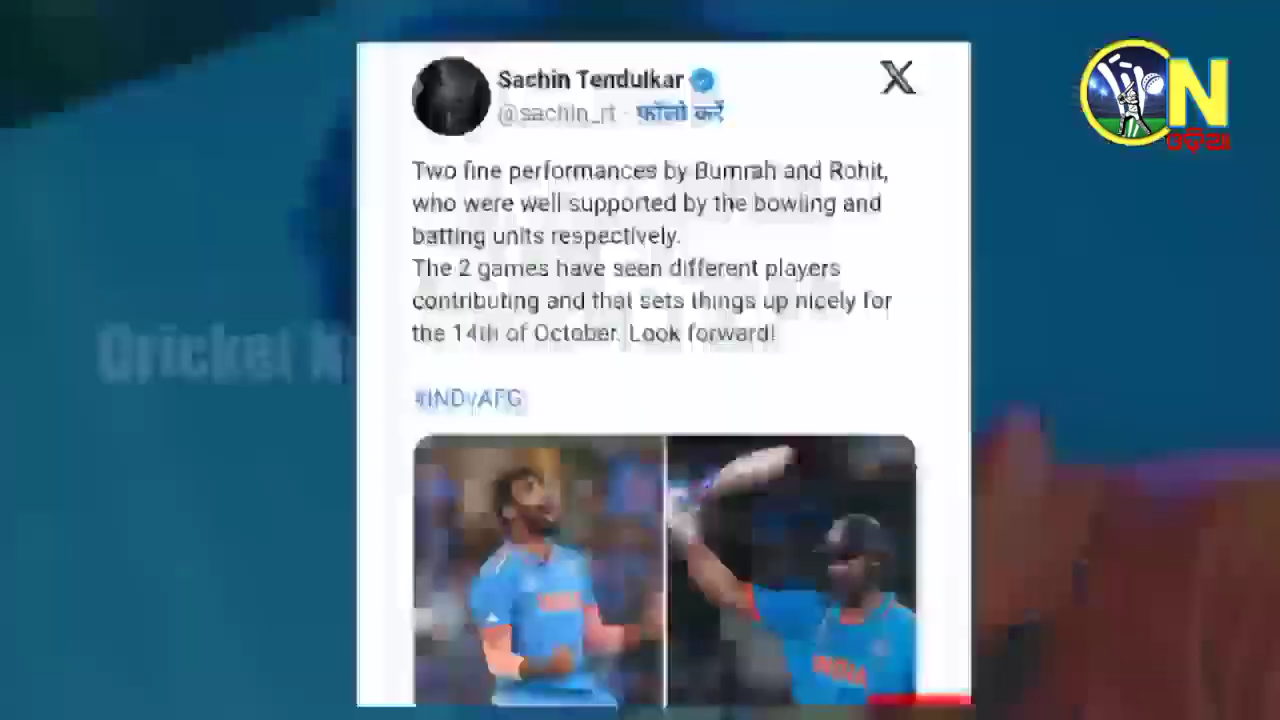 Sachin Tendulkar
@sachin_rt · फ़ॉलो करें
X
N
ଓଡ଼ିଆ
Two fine performances by Bumrah and Rohit,
who were well supported by the bowling and
batting units respectively.
The 2 games have seen different players
contributing and that sets things up nicely for
the 14th of October. Look forward!
Cricket
#INDvAFG
INDIA
INDIA